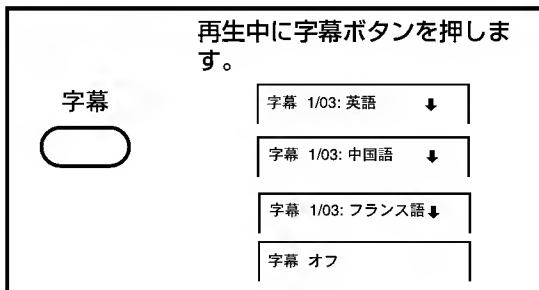 再生中に字幕ボタンを押しま
す。
字幕
字幕 1/03: 英語 ⬇
字幕 1/03: 中国語 ⬇
字幕 1/03: フランス語⬇
字幕 オフ